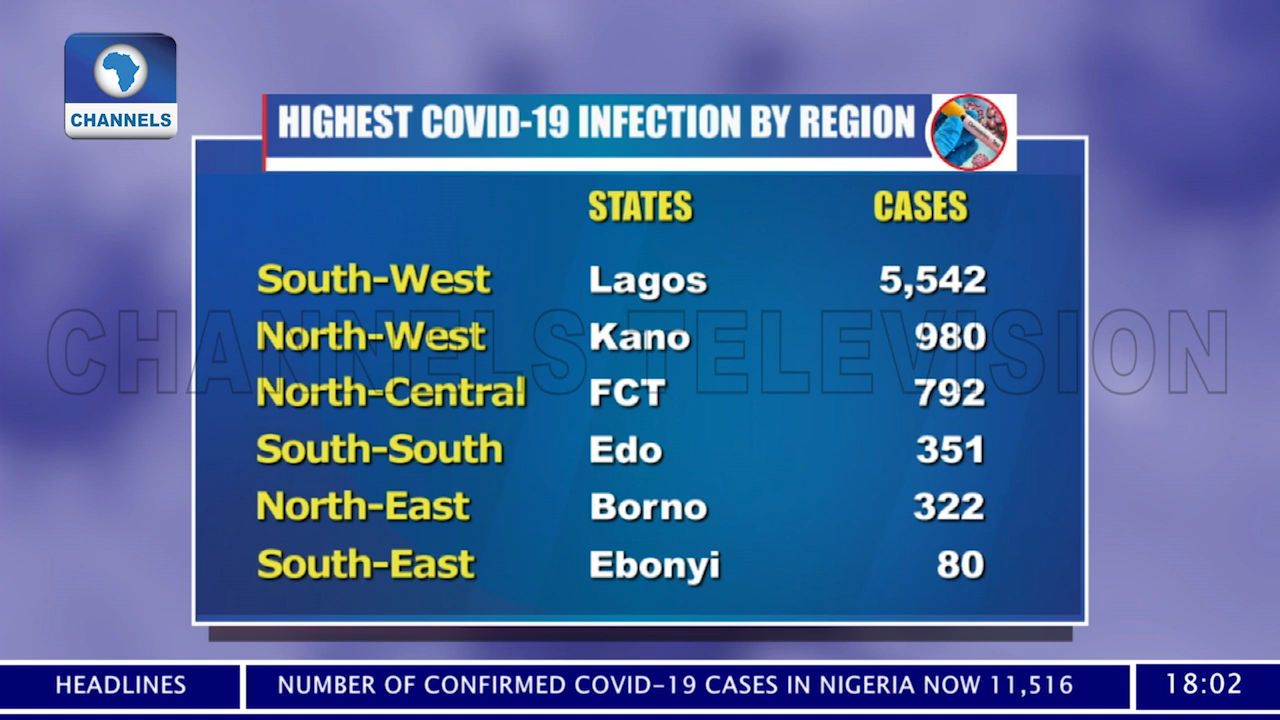 CHANNELS
HIGHEST COVID-19 INFECTION BY REGION
STATES CASES
South-West Lagos 5,542
North-West Kano 980
North-Central FCT 792
South-South Edo 351
North-East Borno 322
South-East Ebonyi 80
CHANNELS TELEVISION
HEADLINES NUMBER OF CONFIRMED COVID-19 CASES IN NIGERIA NOW 11,516 18:02